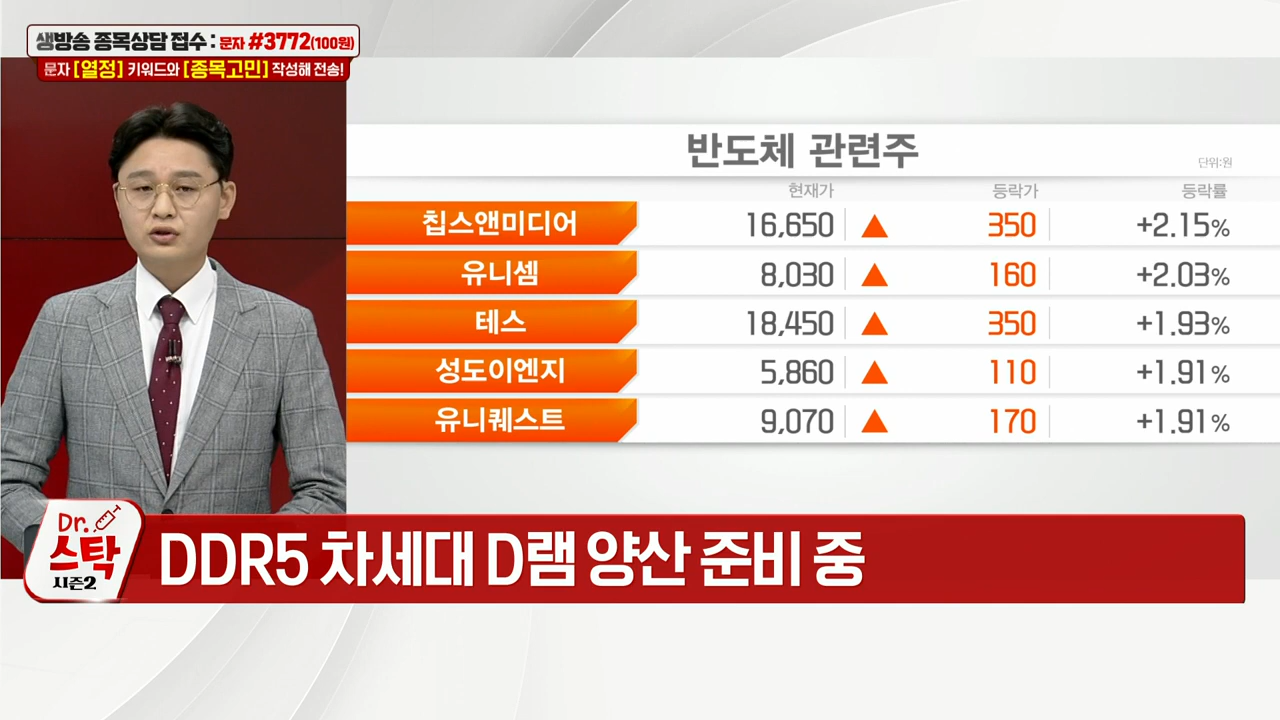 생방송 종목상담 접수 : 문자 #3772(100원)
문자 [열정] 키워드와 [종목고민] 작성해 전송!
반도체 관련주
단위:원
현재가 등락가 등락률
칩스앤미디어 16,650 ▲ 350 +2.15%
유니셈 8,030 ▲ 160 +2.03%
테스 18,450 ▲ 350 +1.93%
성도이엔지 5,860 ▲ 110 +1.91%
유니퀘스트 9,070 ▲ 170 +1.91%
Dr.
스탁
시즌2
DDR5 차세대 D램 양산 준비 중